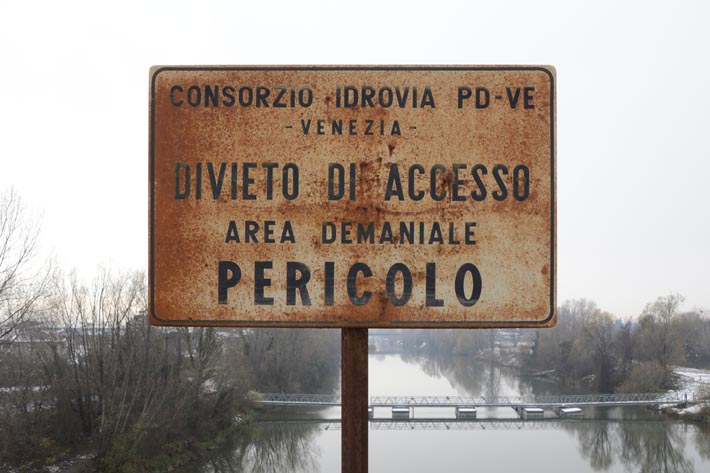 CONSORZIO IDROVIA PD-VE
- VENEZIA -
DIVIETO DI ACCESSO
AREA DEMANIALE
PERICOLO